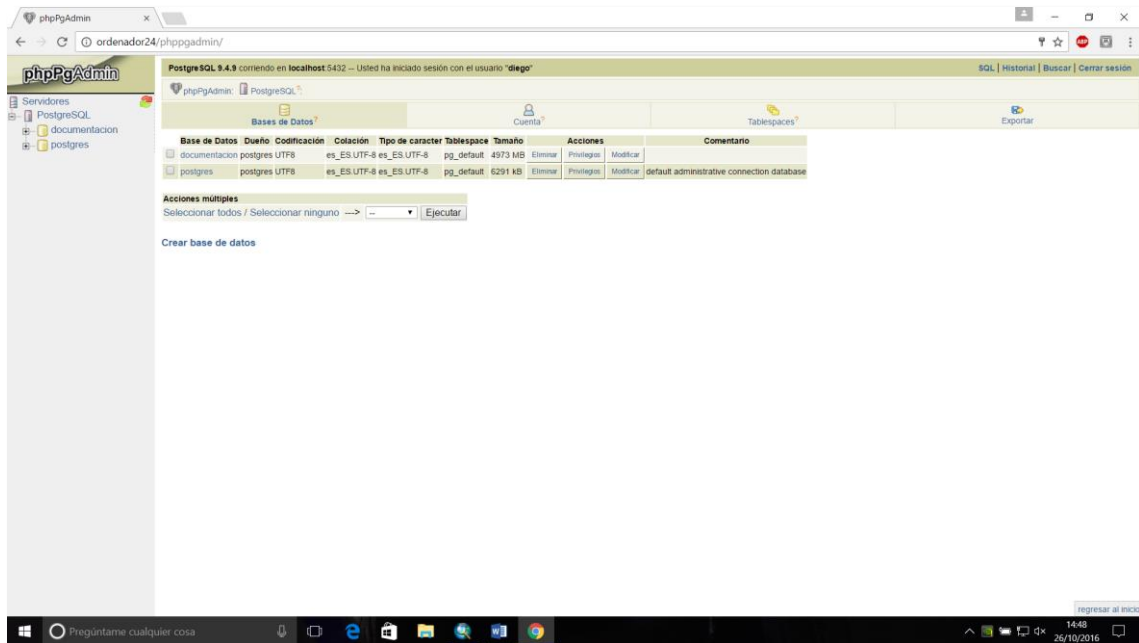 phpPgAdmin
ordenador24/phppgadmin/
phpPgAdmin
Servidores
PostgreSQL
documentacion
postgres
PostgreSQL 9.4.9 corriendo en localhost:5432 -- Usted ha iniciado sesión con el usuario "diego"
SQL | Historial | Buscar | Cerrar sesión
phpPgAdmin: PostgreSQL?:
Bases de Datos? Cuenta? Tablespaces? Exportar
Base de Datos Dueño Codificación Colación Tipo de caracter Tablespace Tamaño Acciones Comentario
documentacion postgres UTF8 es_ES.UTF-8 es_ES.UTF-8 pg_default 4973 MB Eliminar Privilegios Modificar
postgres postgres UTF8 es_ES.UTF-8 es_ES.UTF-8 pg_default 6291 kB Eliminar Privilegios Modificar default administrative connection database
Acciones múltiples
Seleccionar todos / Seleccionar ninguno ---> -- Ejecutar
Crear base de datos
regresar al inicio
Pregúntame cualquier cosa
14:48
26/10/2016